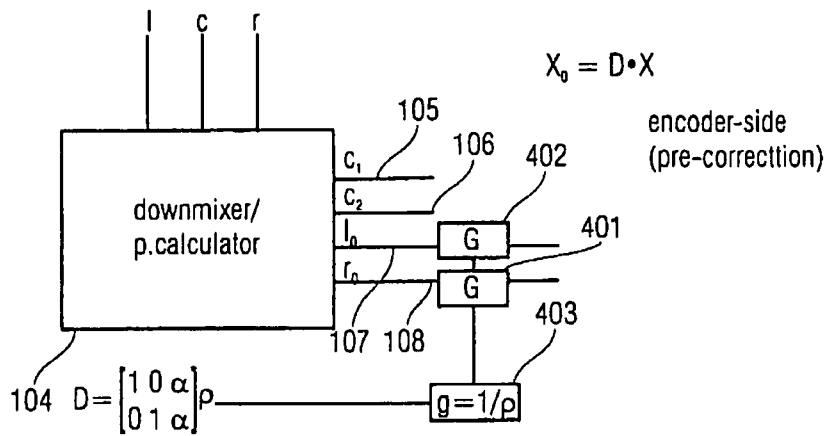 l c r
X₀ = D•X
105
encoder-side
(pre-correcttion)
106
402
c₁
c₂
downmixer/
p.calculator
l₀
G
401
r₀
G
107
108
403
104
D = [1 0 α
0 1 α] ρ
g=1/ρ